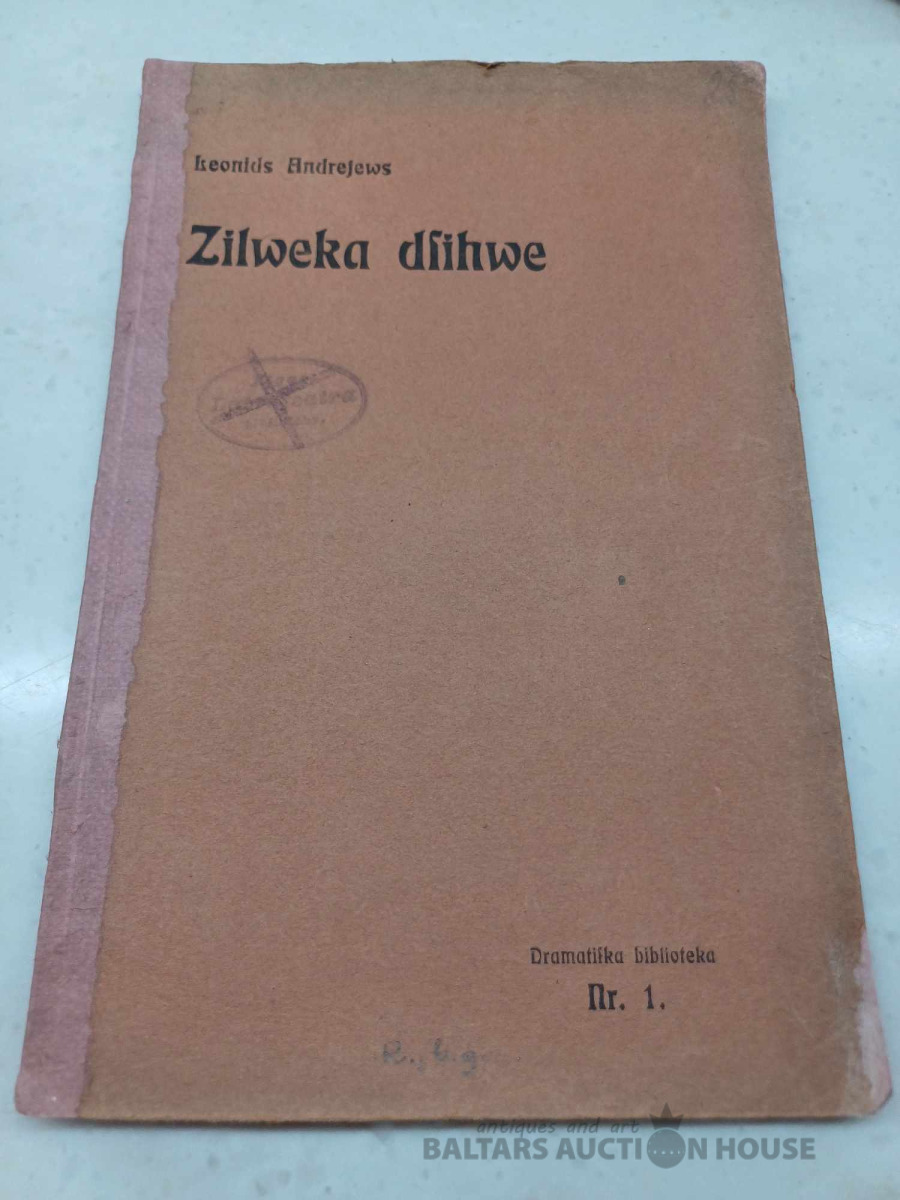 Leonids Andrejews
Zilweka dſihwe
Dramatiſka biblioteka
Nr. 1.
antiques and art
BALTARS AUCTION HOUSE